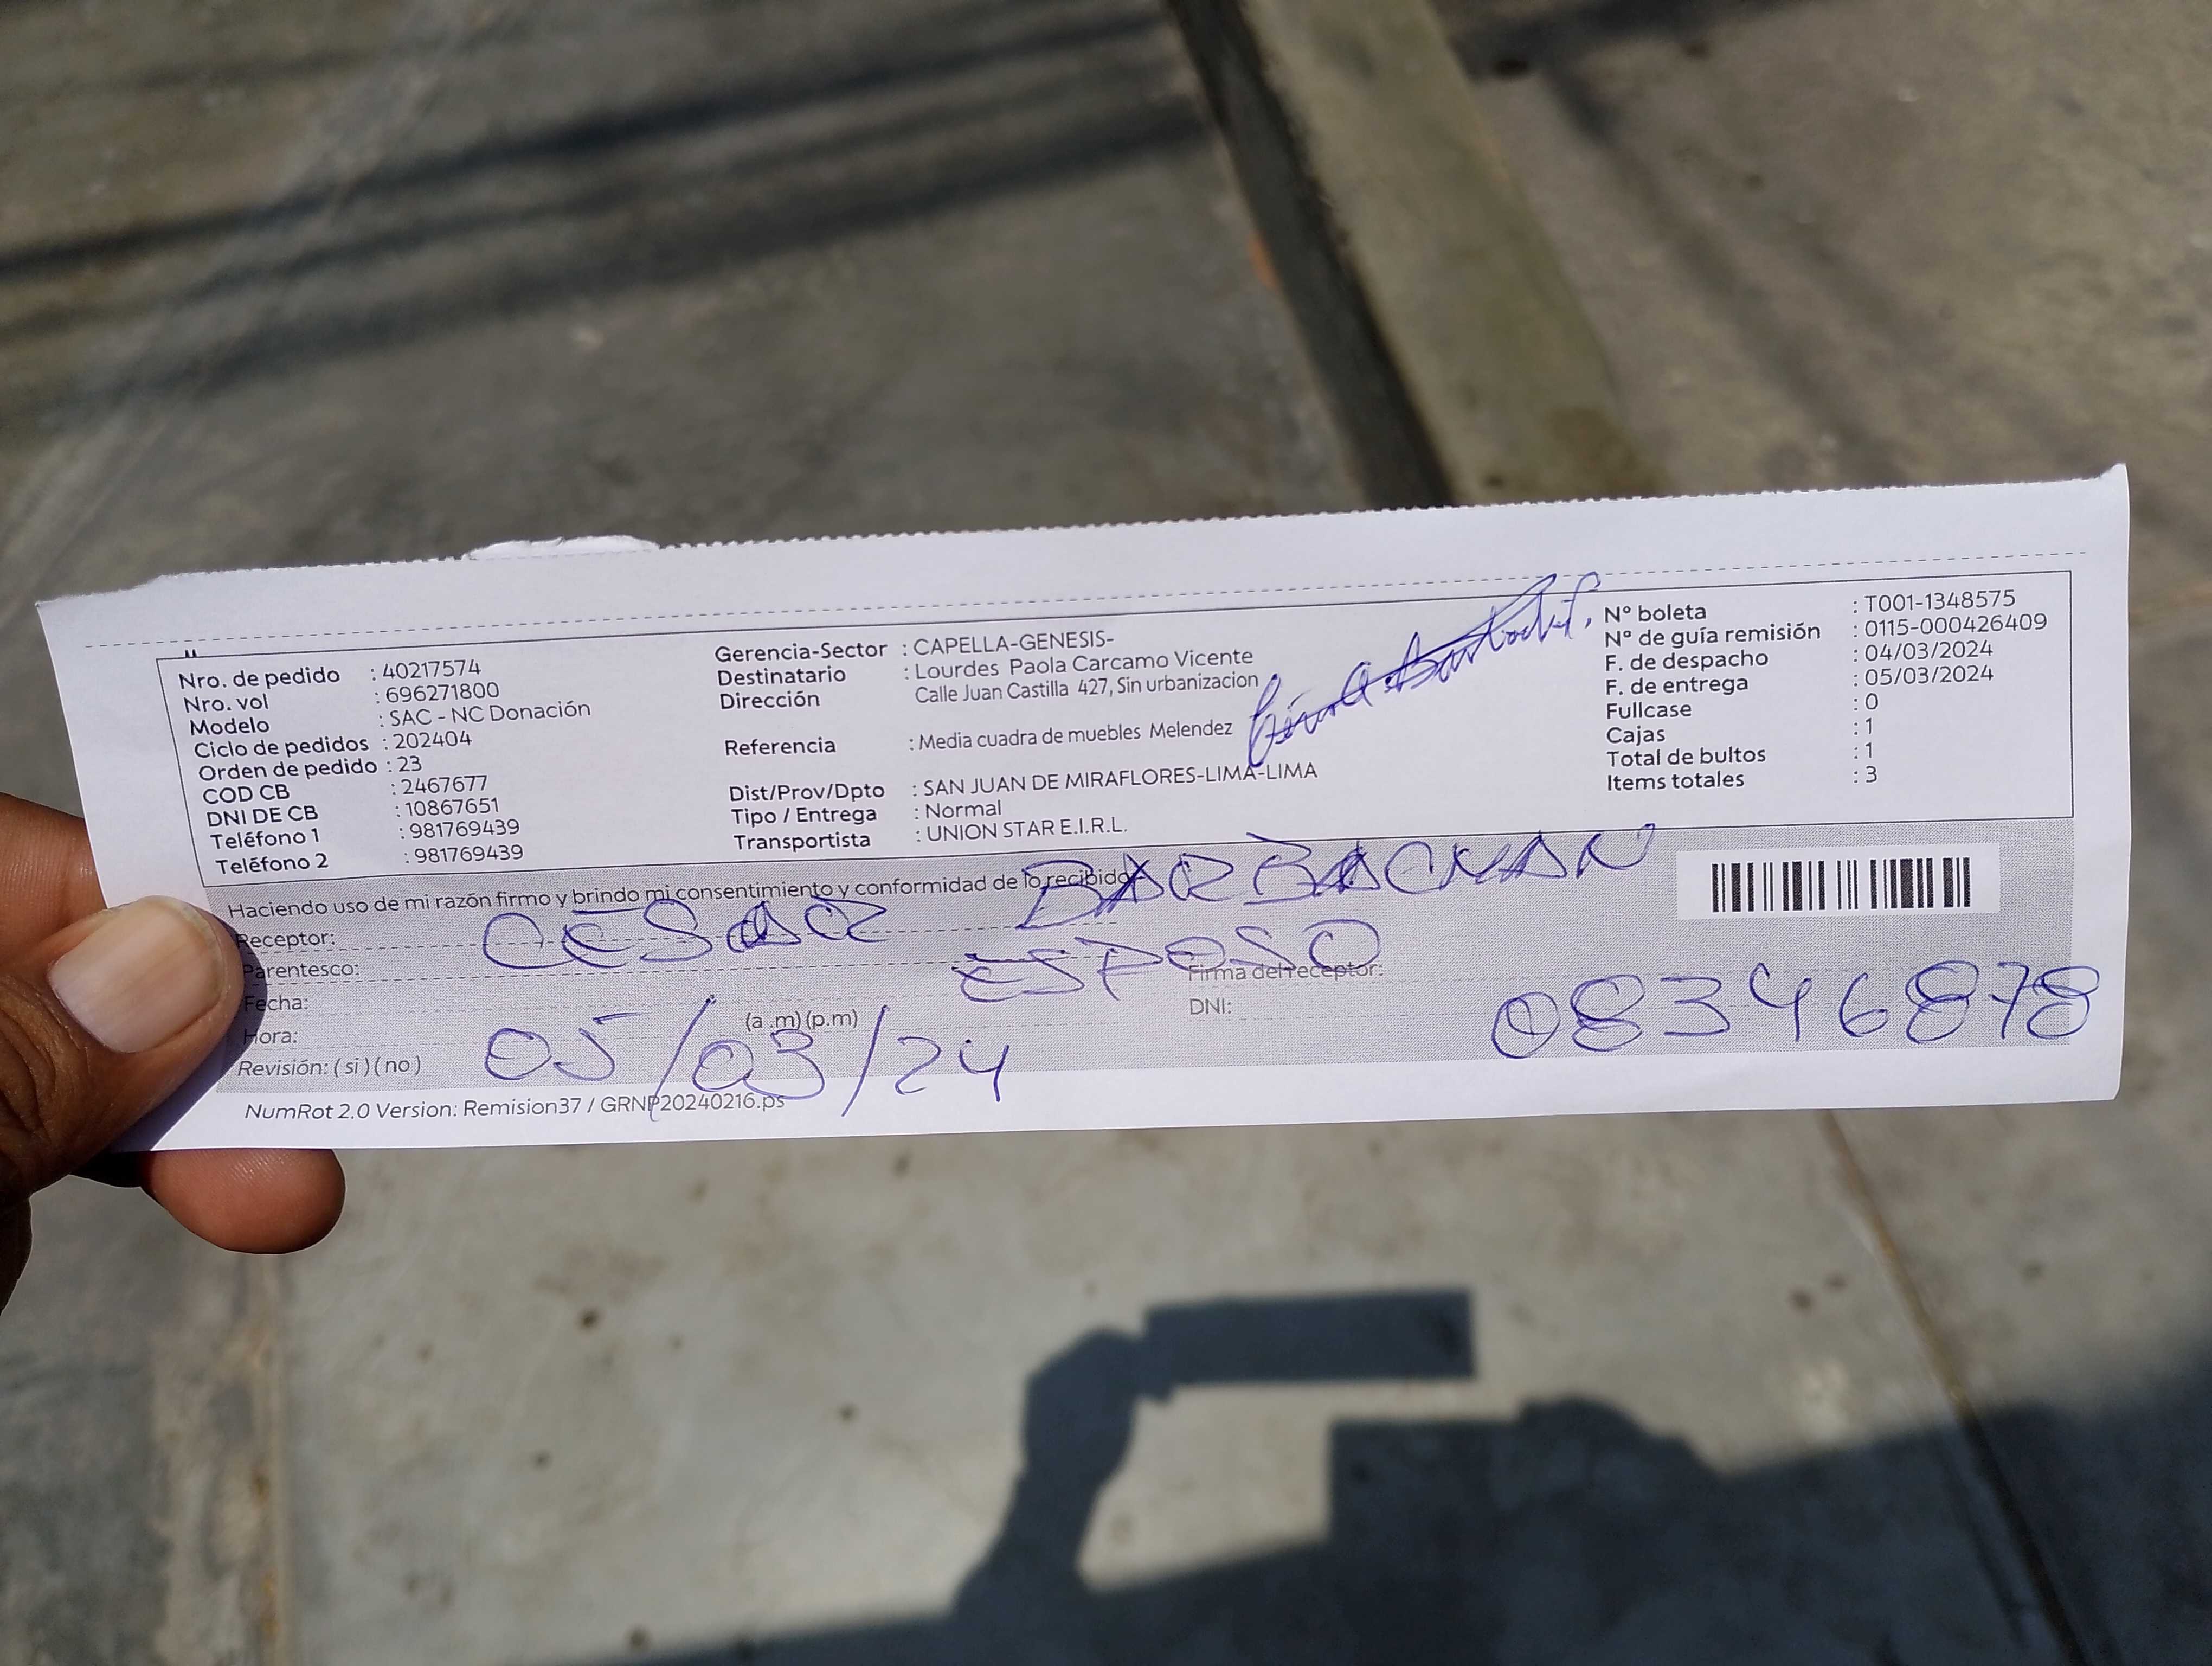 Nro. de pedido : 40217574
Nro. vol : 696271800
Modelo : SAC - NC Donación
Ciclo de pedidos : 202404
Orden de pedido : 23
COD CB : 2467677
DNI DE CB : 10867651
Teléfono 1 : 981769439
Teléfono 2 : 981769439
Gerencia-Sector : CAPELLA-GENESIS-
Destinatario : Lourdes Paola Carcamo Vicente
Dirección Calle Juan Castilla 427, Sin urbanizacion
Referencia : Media cuadra de muebles Melendez
Dist/Prov/Dpto : SAN JUAN DE MIRAFLORES-LIMA-LIMA
Tipo / Entrega : Normal
Transportista : UNION STAR E.I.R.L.
N° boleta : T001-1348575
N° de guía remisión : 0115-000426409
F. de despacho : 04/03/2024
F. de entrega : 05/03/2024
Fullcase : 0
Cajas : 1
Total de bultos : 1
Items totales : 3
Haciendo uso de mi razón firmo y brindo mi consentimiento y conformidad de lo recibido
Receptor: CESAR
Parentesco: ESPOSO
Fecha: 05/03/24
Hora: (a .m) (p.m)
Revisión: ( si ) ( no )
Firma del receptor:
DNI: 08346878
NumRot 2.0 Version: Remision37 / GRNP20240216.ps